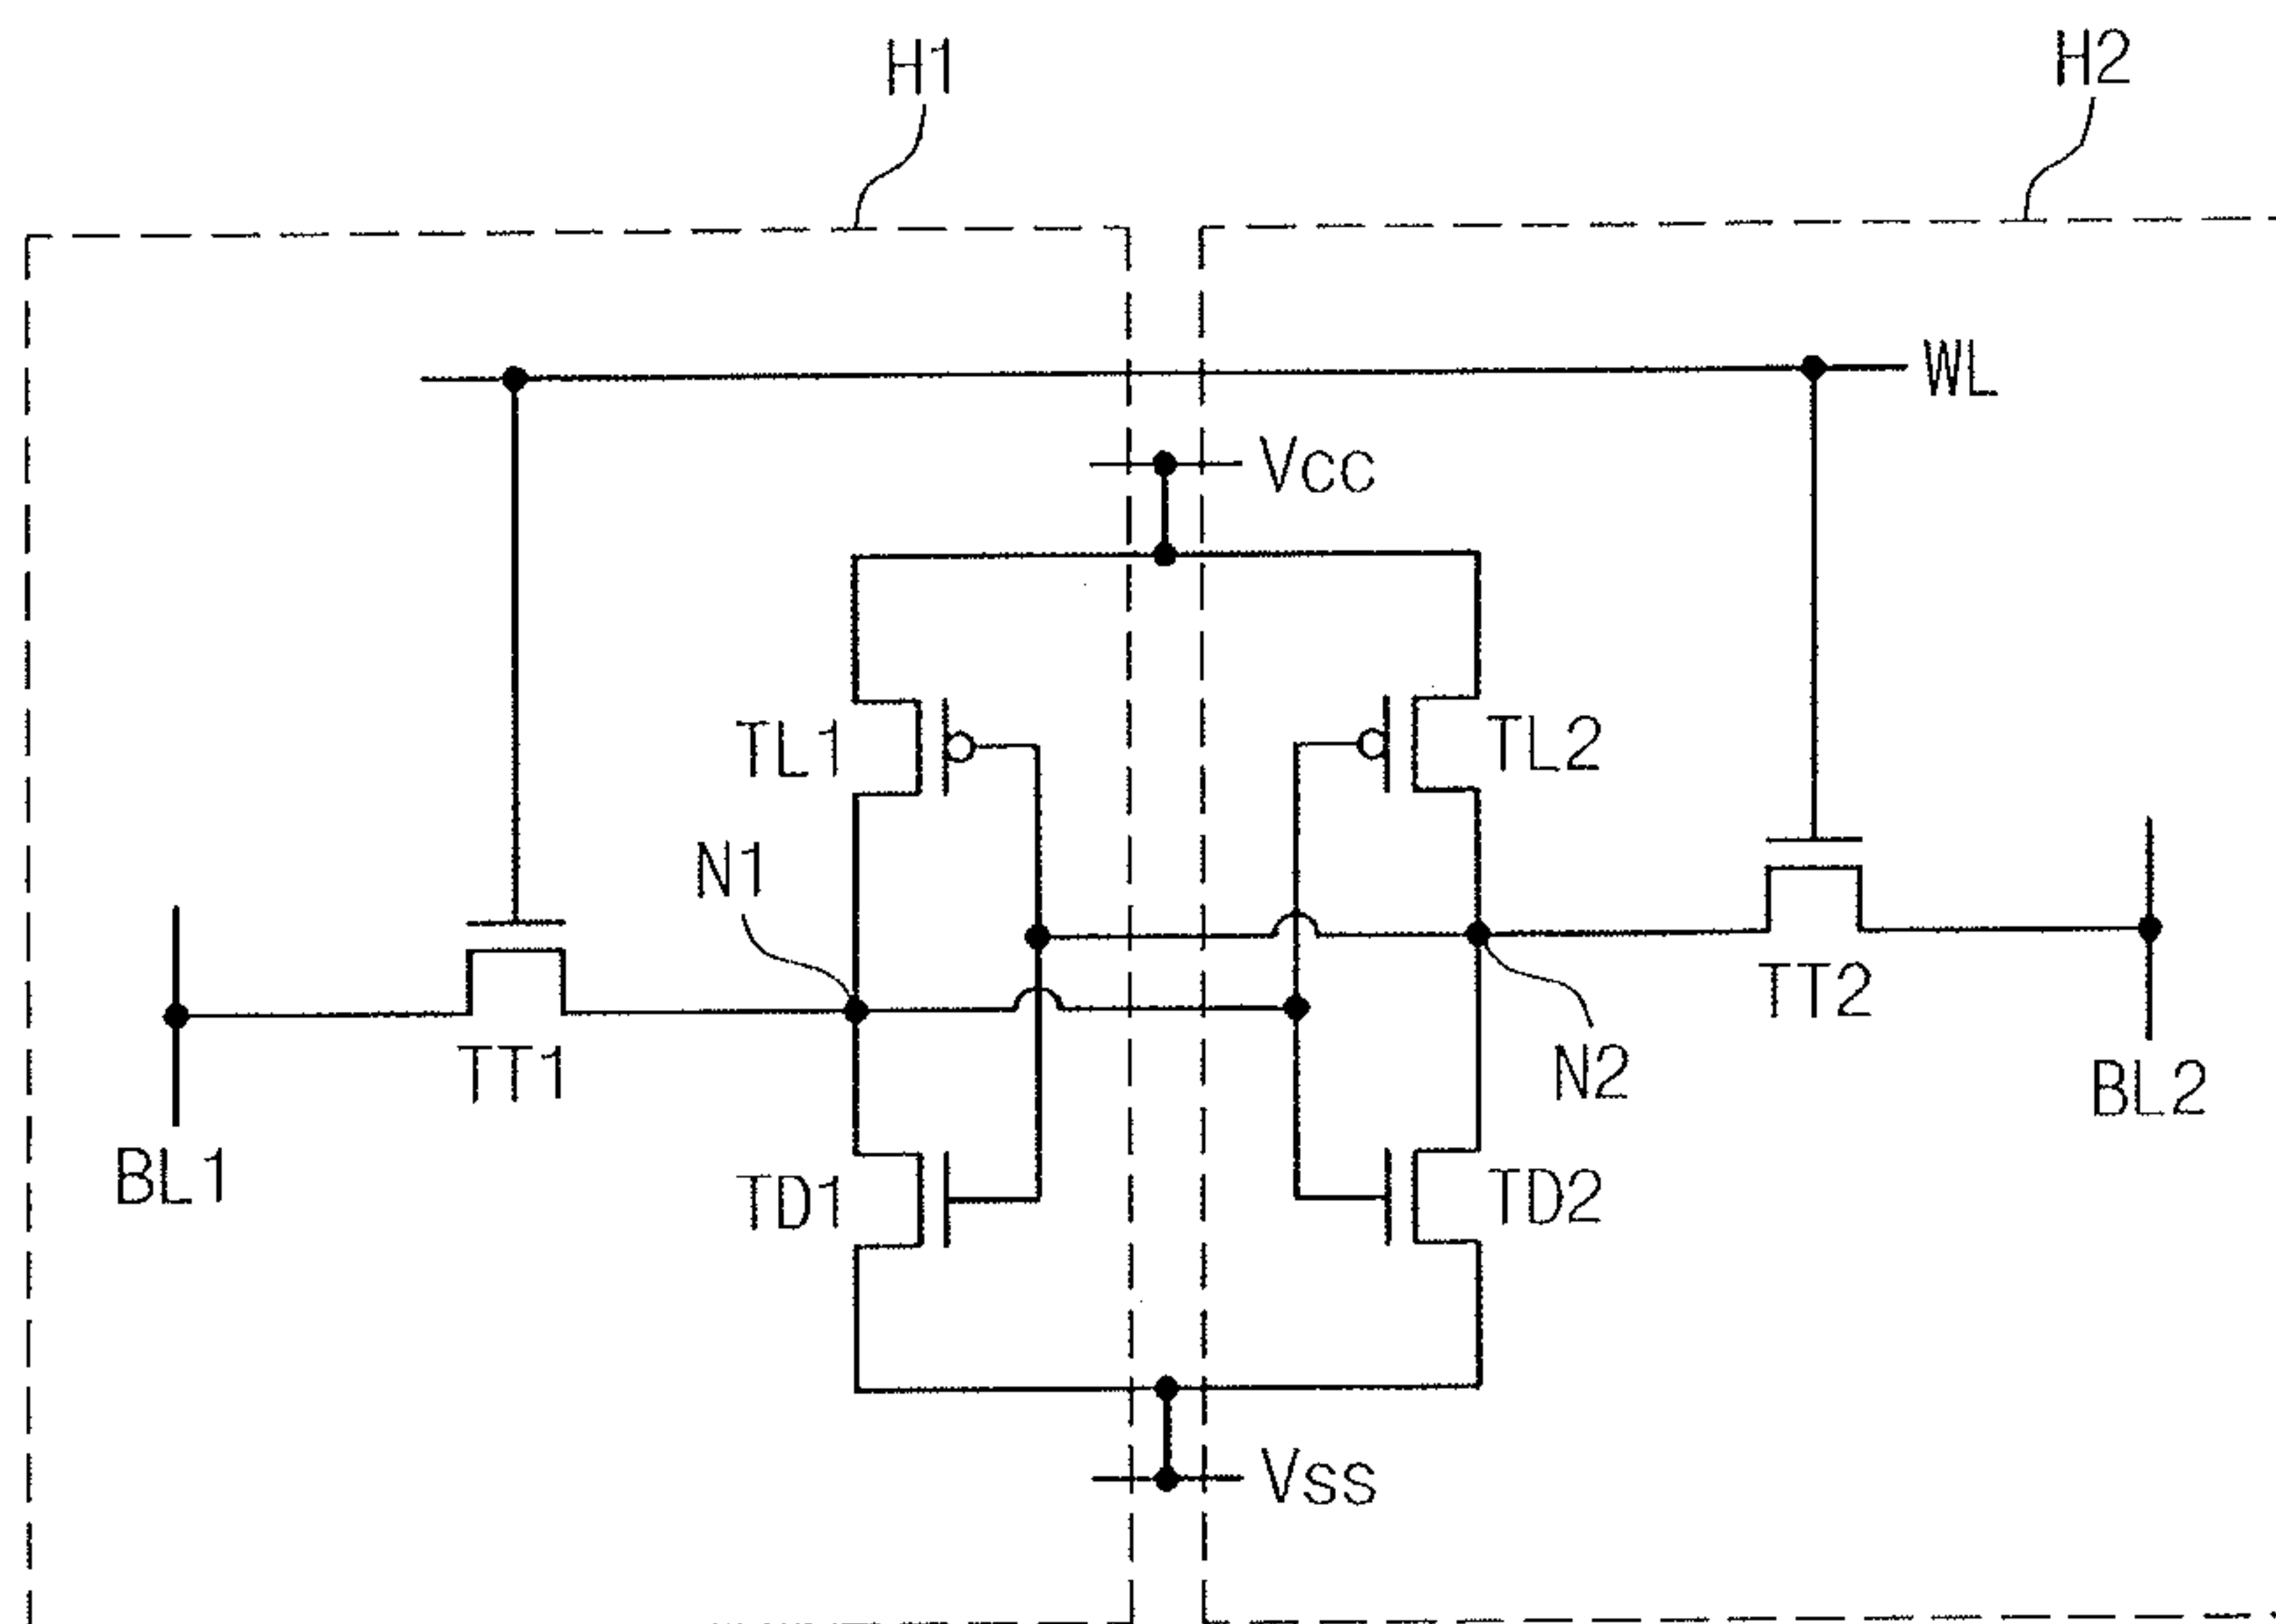 H1
H2
WL
Vcc
TL1
TL2
N1
TT1
TT2
N2
BL1
BL2
TD1
TD2
Vss